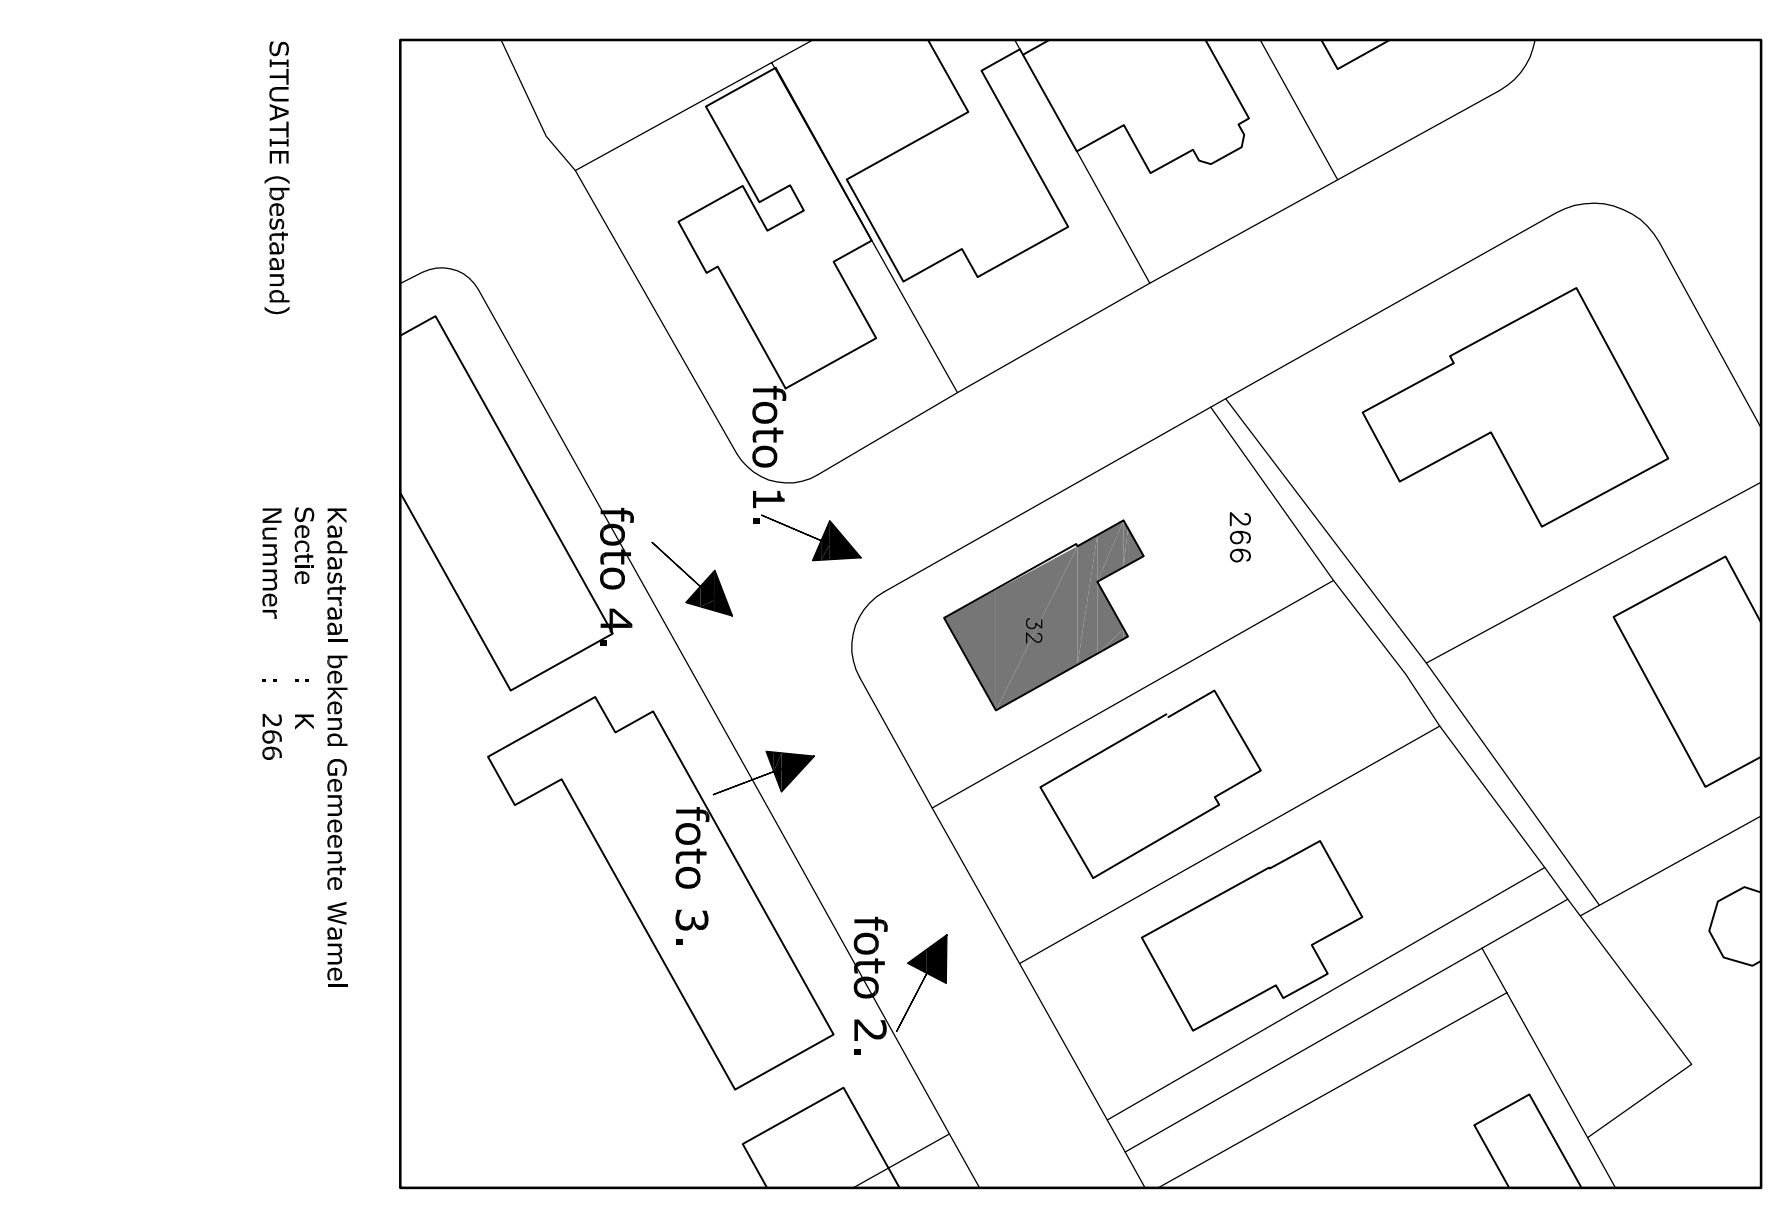 SITUATIE (bestaand)
Kadastraal bekend Gemeente Wamel
Sectie : K
Nummer : 266
foto 1.
foto 4.
foto 3.
foto 2.
266
32